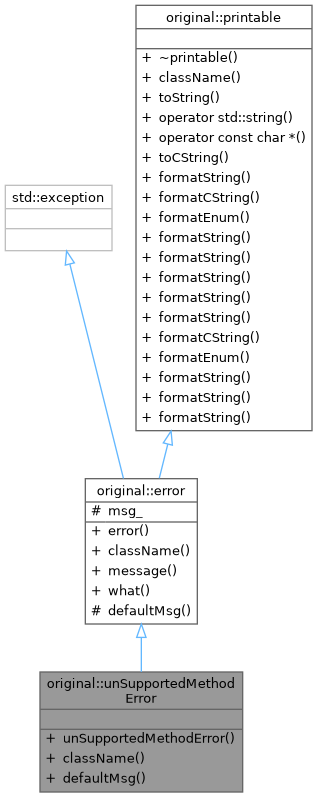 original::printable
+ ~printable()
+ className()
+ toString()
+ operator std::string()
+ operator const char *()
+ toCString()
+ formatString()
+ formatCString()
+ formatEnum()
+ formatString()
+ formatString()
+ formatString()
+ formatString()
+ formatString()
+ formatCString()
+ formatEnum()
+ formatString()
+ formatString()
+ formatString()
std::exception
original::error
# msg_
+ error()
+ className()
+ message()
+ what()
# defaultMsg()
original::unSupportedMethod
Error
+ unSupportedMethodError()
+ className()
+ defaultMsg()